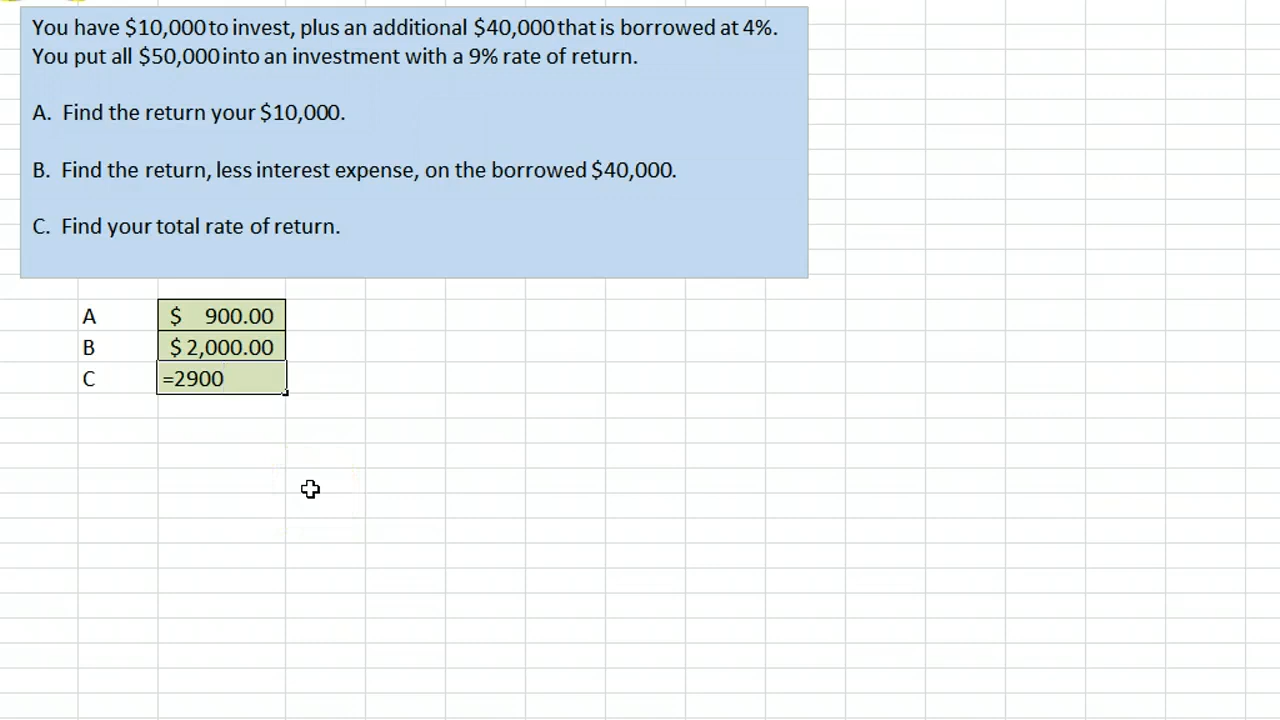 You have $10,000 to invest, plus an additional $40,000 that is borrowed at 4%.
You put all $50,000 into an investment with a 9% rate of return.
A. Find the return your $10,000.
B. Find the return, less interest expense, on the borrowed $40,000.
C. Find your total rate of return.
A $ 900.00
B $ 2,000.00
C =2900